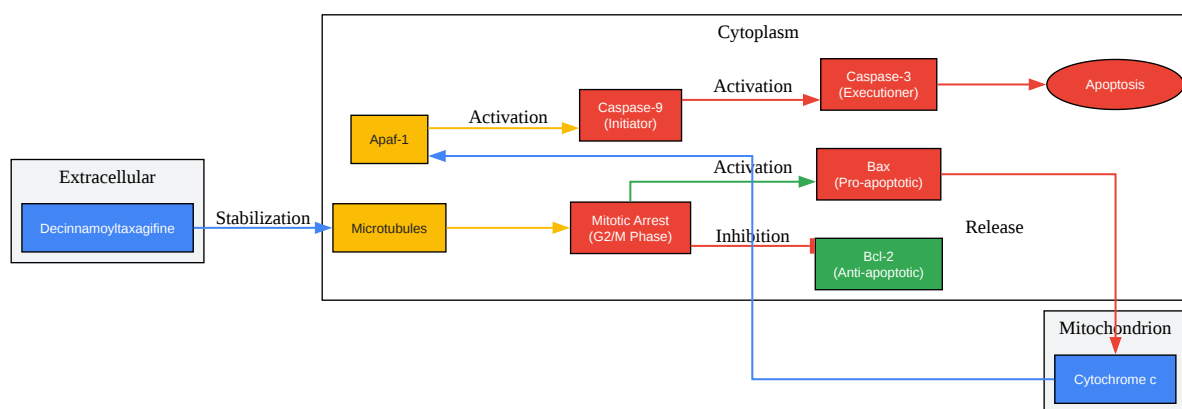 Cytoplasm
Caspase-3
(Executioner)
Apoptosis
Activation
Caspase-9
(Initiator)
Activation
Apaf-1
Extracellular
Decinnamoyltaxagifine
Stabilization
Microtubules
Mitotic Arrest
(G2/M Phase)
Activation
Bax
(Pro-apoptotic)
Inhibition
Bcl-2
(Anti-apoptotic)
Release
Mitochondrion
Cytochrome c